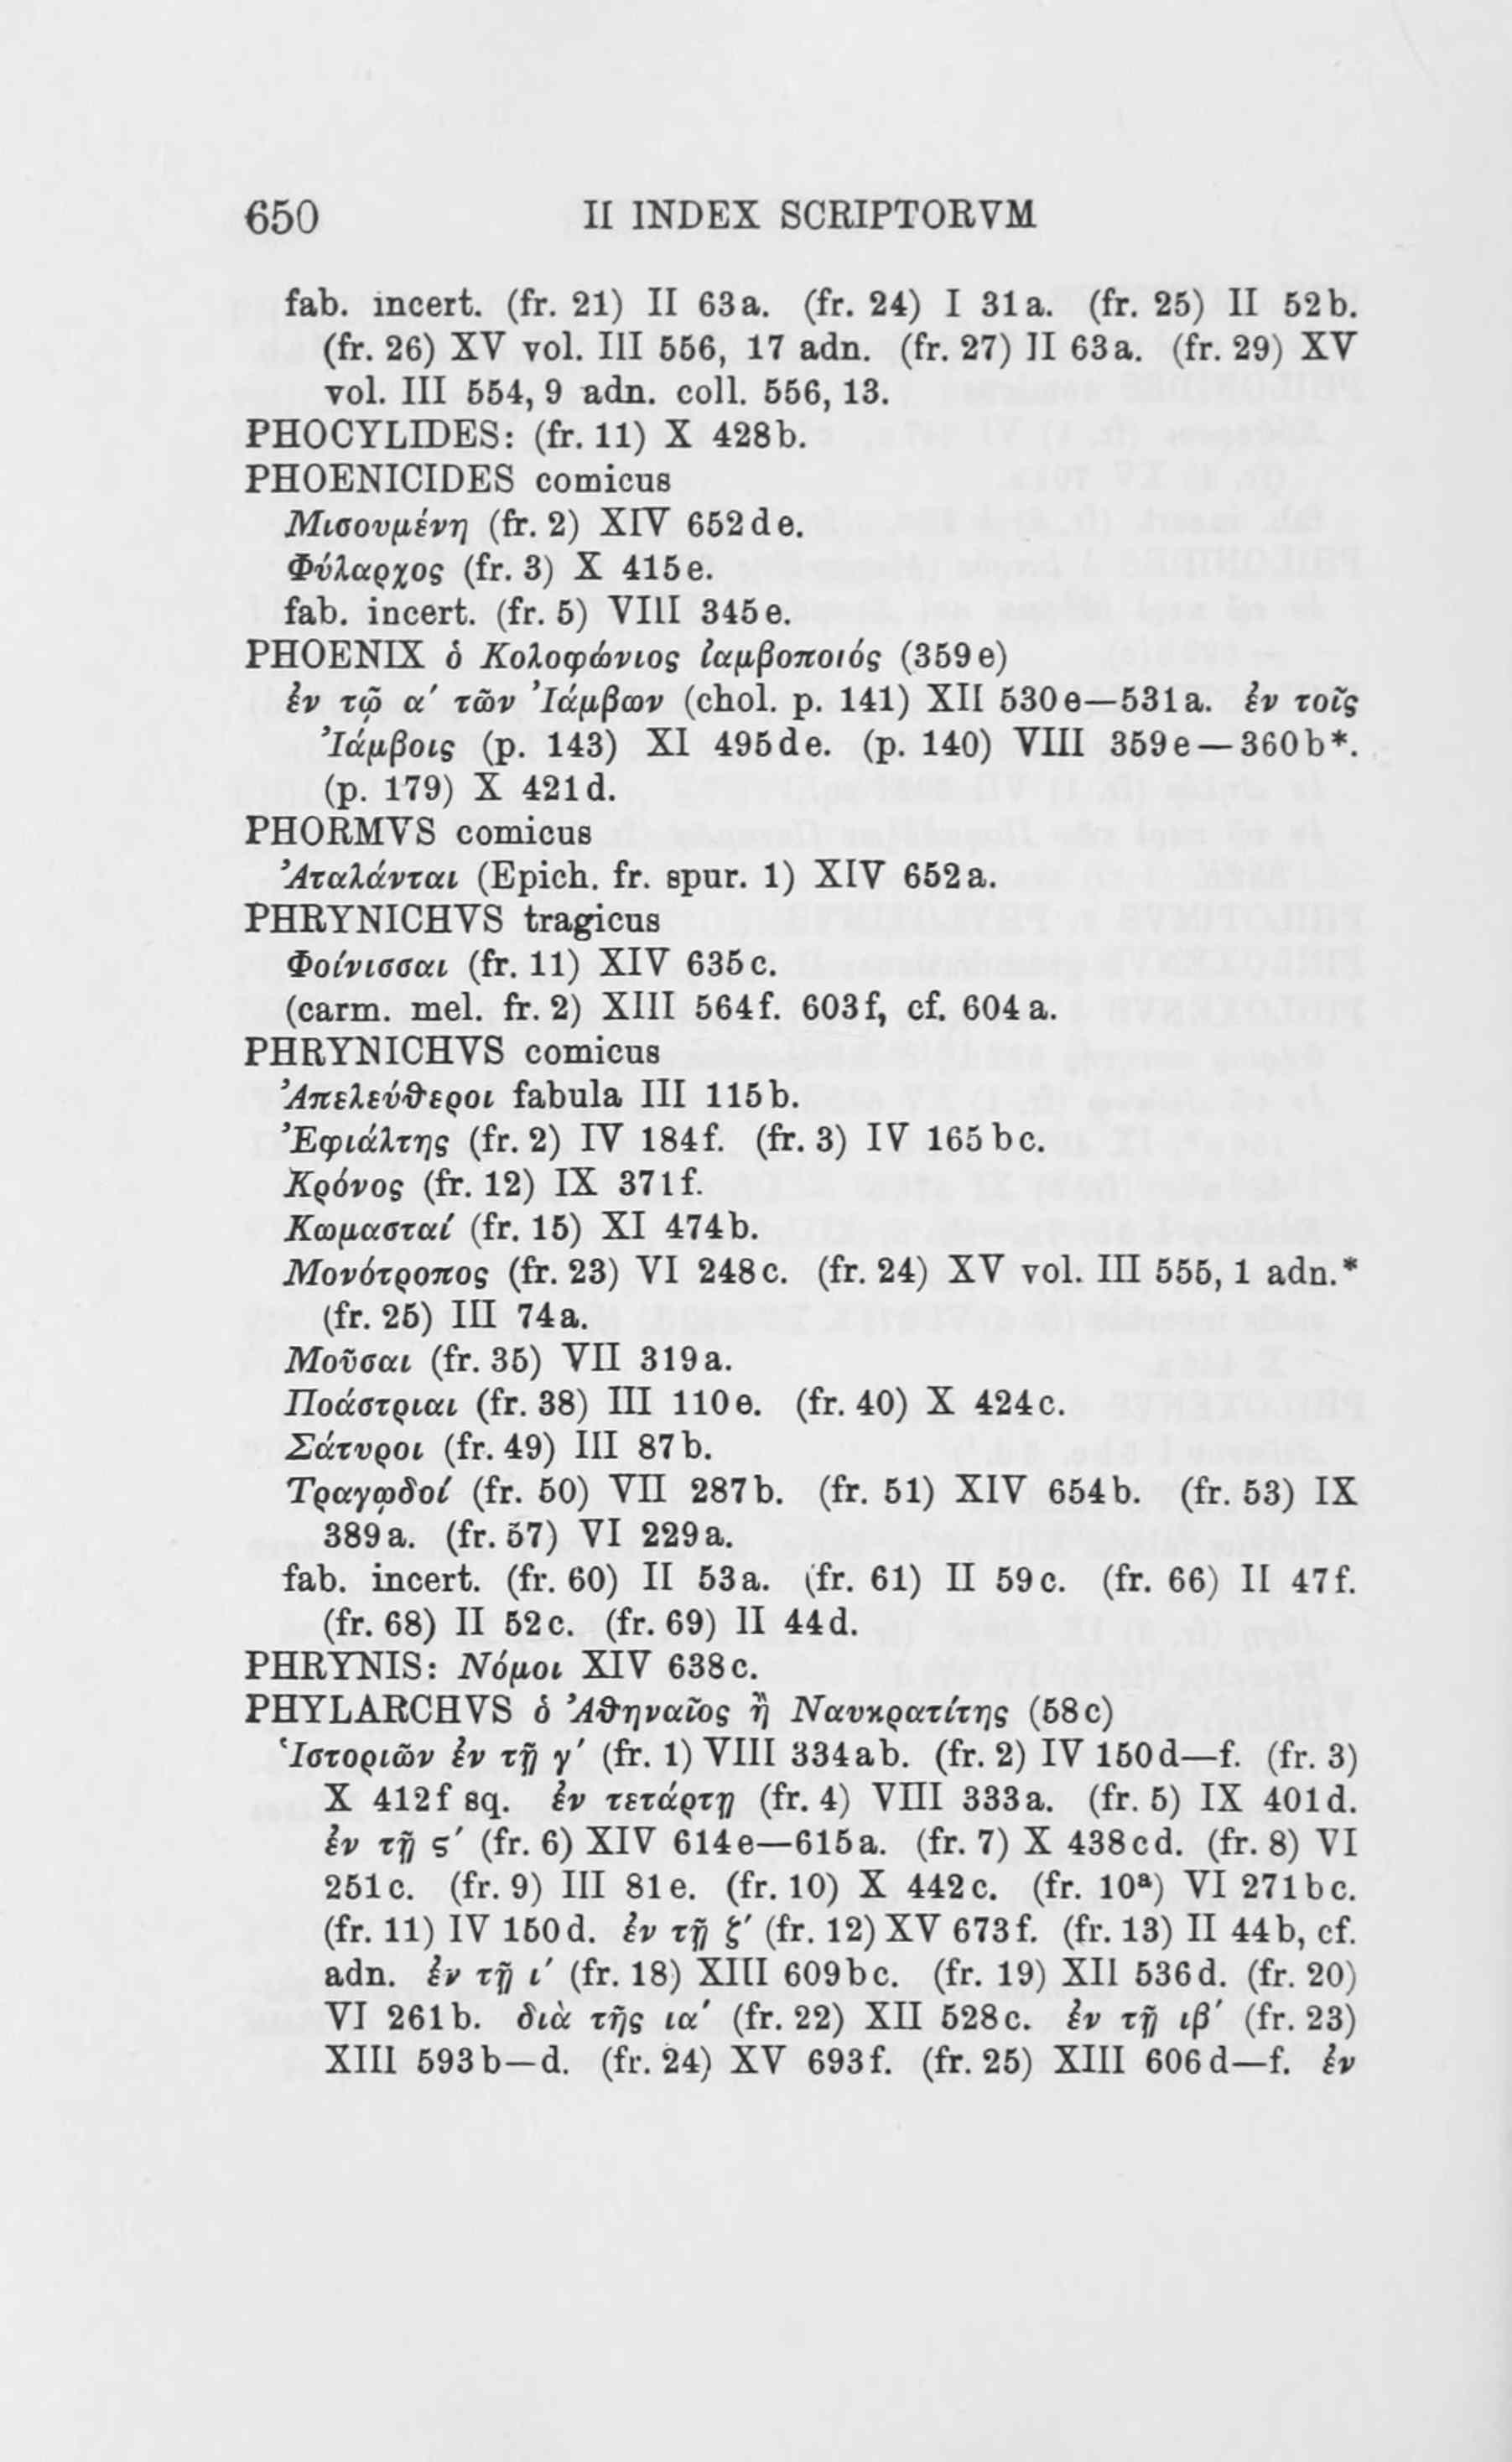 650 II INDEX SCRIPTORVM
fab. incert. (fr. 21) II 63a. (fr. 24) I 31a. (fr. 25) II 52b.
(fr. 26) XV vol. III 556, 17 adn. (fr. 27) II 63a. (fr. 29) XV
vol. III 554, 9 adn. coll. 556, 13.
PHOCYLIDES: (fr. 11) X 428b.
PHOENICIDES comicus
Μισουμένη (fr. 2) XIV 652de.
Φύλαρχος (fr. 3) X 415e.
fab. incert. (fr. 5) VIII 345e.
PHOENIX ὁ Κολοφώνιος ἰαμβοποιός (359e)
ἐν τῷ α′ τῶν Ἰάμβων (chol. p. 141) XII 530e—531a. ἐν τοῖς
Ἰάμβοις (p. 143) XI 495de. (p. 140) VIII 359e—360b*.
(p. 179) X 421d.
PHORMVS comicus
Ἀταλάνται (Epich. fr. spur. 1) XIV 652a.
PHRYNICHVS tragicus
Φοίνισσαι (fr. 11) XIV 635c.
(carm. mel. fr. 2) XIII 564f. 603f, cf. 604a.
PHRYNICHVS comicus
Ἀπελεύθεροι fabula III 115b.
Ἐφιάλτης (fr. 2) IV 184f. (fr. 3) IV 165bc.
Κρόνος (fr. 12) IX 371f.
Κωμασταί (fr. 15) XI 474b.
Μονότροπος (fr. 23) VI 248c. (fr. 24) XV vol. III 555, 1 adn.*
(fr. 25) III 74a.
Μοῦσαι (fr. 35) VII 319a.
Ποάστριαι (fr. 38) III 110e. (fr. 40) X 424c.
Σάτυροι (fr. 49) III 87b.
Τραγῳδοί (fr. 50) VII 287b. (fr. 51) XIV 654b. (fr. 53) IX
389a. (fr. 57) VI 229a.
fab. incert. (fr. 60) II 53a. (fr. 61) II 59c. (fr. 66) II 47f.
(fr. 68) II 52c. (fr. 69) II 44d.
PHRYNIS: Νόμοι XIV 638c.
PHYLARCHVS ὁ Ἀθηναῖος ἢ Ναυκρατίτης (58c)
Ἱστοριῶν ἐν τῇ γ′ (fr. 1) VIII 334ab. (fr. 2) IV 150d—f. (fr. 3)
X 412f sq. ἐν τετάρτῃ (fr. 4) VIII 333a. (fr. 5) IX 401d.
ἐν τῇ ϛ′ (fr. 6) XIV 614e—615a. (fr. 7) X 438cd. (fr. 8) VI
251c. (fr. 9) III 81e. (fr. 10) X 442c. (fr. 10ᵃ) VI 271bc.
(fr. 11) IV 150d. ἐν τῇ ζ′ (fr. 12) XV 673f. (fr. 13) II 44b, cf.
adn. ἐν τῇ ι′ (fr. 18) XIII 609bc. (fr. 19) XII 536d. (fr. 20)
VI 261b. διὰ τῆς ια′ (fr. 22) XII 528c. ἐν τῇ ιβ′ (fr. 23)
XIII 593b—d. (fr. 24) XV 693f. (fr. 25) XIII 606d—f. ἐν